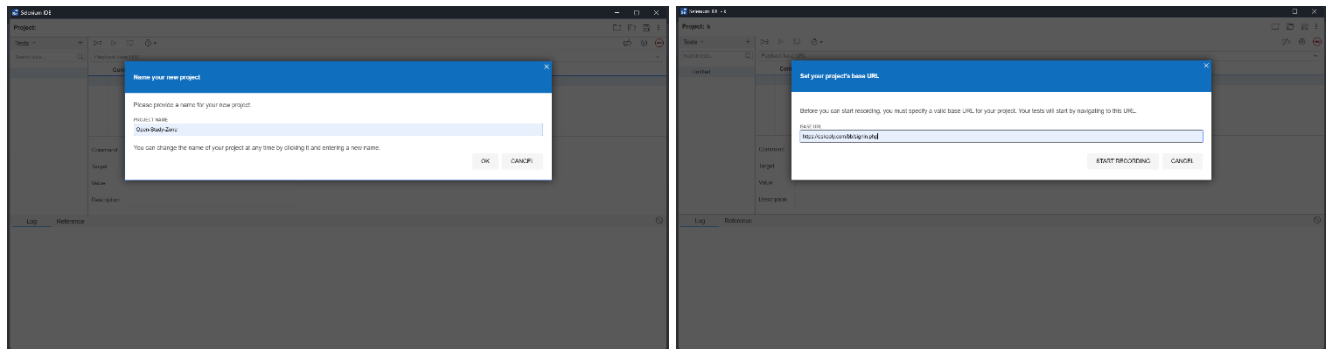 Selenium IDE
Project:
Tests
Name your new project
Please provide a name for your new project.
PROJECT NAME
Open-Study-Zone
You can change the name of your project at any time by clicking it and entering a new name.
OK CANCEL
Command
Target
Value
Description
Log Reference
Selenium IDE - k
Project: k
Tests
Untitled
Set your project's base URL
Before you can start recording, you must specify a valid base URL for your project. Your tests will start by navigating to this URL.
BASE URL
START RECORDING CANCEL
Command
Target
Value
Description
Log Reference